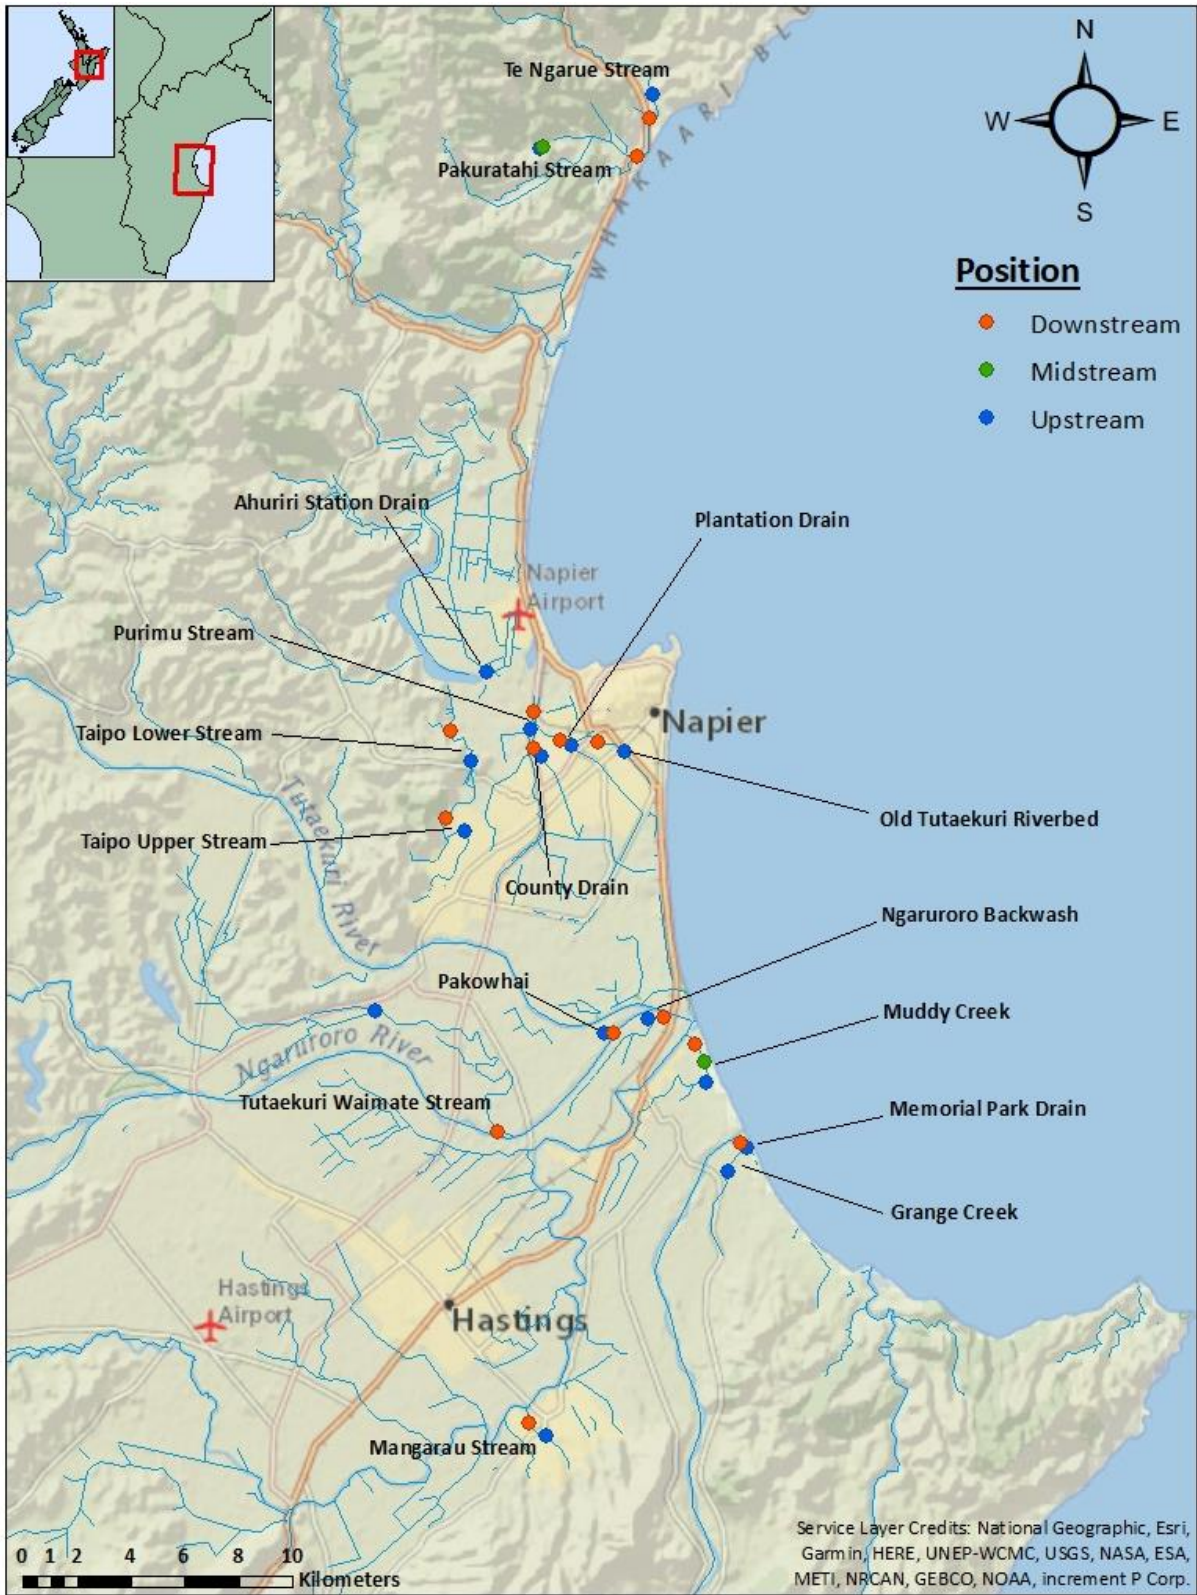 Te Ngarue Stream
WHAKAARI BLU
N
W
E
S
Pakuratahi Stream
Position
Downstream
Midstream
Upstream
Ahuriri Station Drain
Plantation Drain
Napier
Airport
Purimu Stream
Napier
Taipo Lower Stream
Tutaekuri River
Old Tutaekuri Riverbed
Taipo Upper Stream
County Drain
Ngaruroro Backwash
Pakowhai
Muddy Creek
Ngaruroro River
Tutaekuri Waimate Stream
Memorial Park Drain
Grange Creek
Hastings
Airport
Hastings
Mangarau Stream
Service Layer Credits: National Geographic, Esri,
Garmin, HERE, UNEP-WCMC, USGS, NASA, ESA,
METI, NRCAN, GEBCO, NOAA, increment P Corp.
0 1 2 4 6 8 10
Kilometers